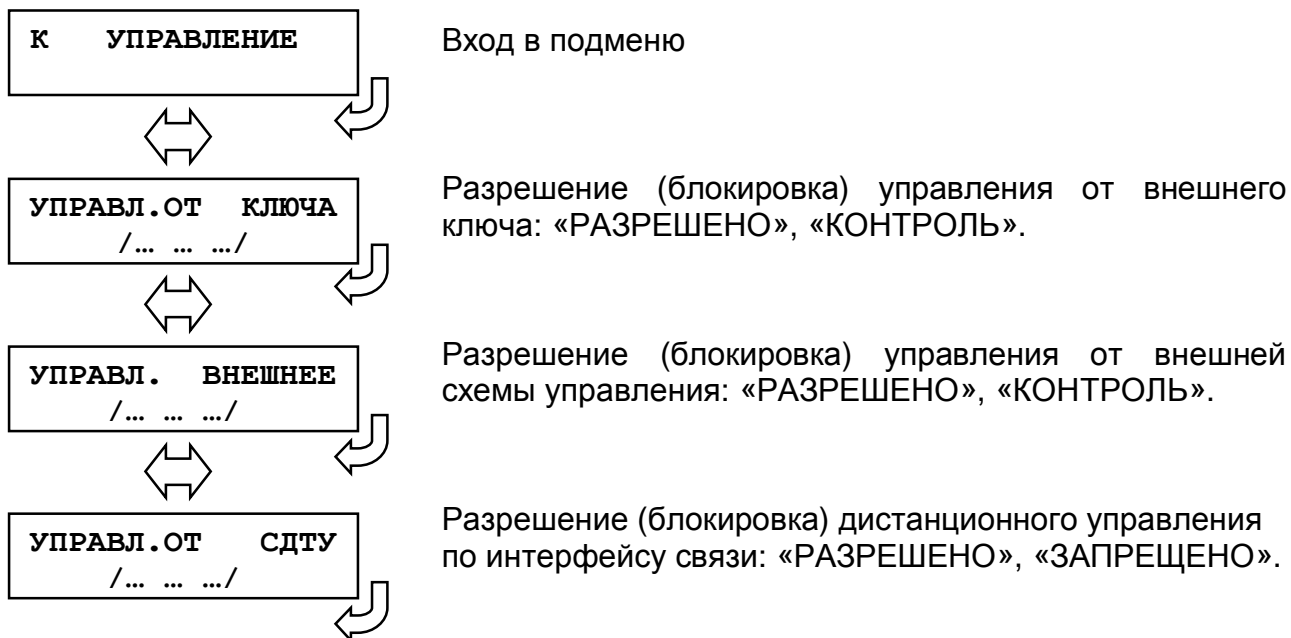 К УПРАВЛЕНИЕ
Вход в подменю
УПРАВЛ.ОТ КЛЮЧА
/… … …/
Разрешение (блокировка) управления от внешнего
ключа: «РАЗРЕШЕНО», «КОНТРОЛЬ».
УПРАВЛ. ВНЕШНЕЕ
/… … …/
Разрешение (блокировка) управления от внешней
схемы управления: «РАЗРЕШЕНО», «КОНТРОЛЬ».
УПРАВЛ.ОТ СДТУ
/… … …/
Разрешение (блокировка) дистанционного управления
по интерфейсу связи: «РАЗРЕШЕНО», «ЗАПРЕЩЕНО».